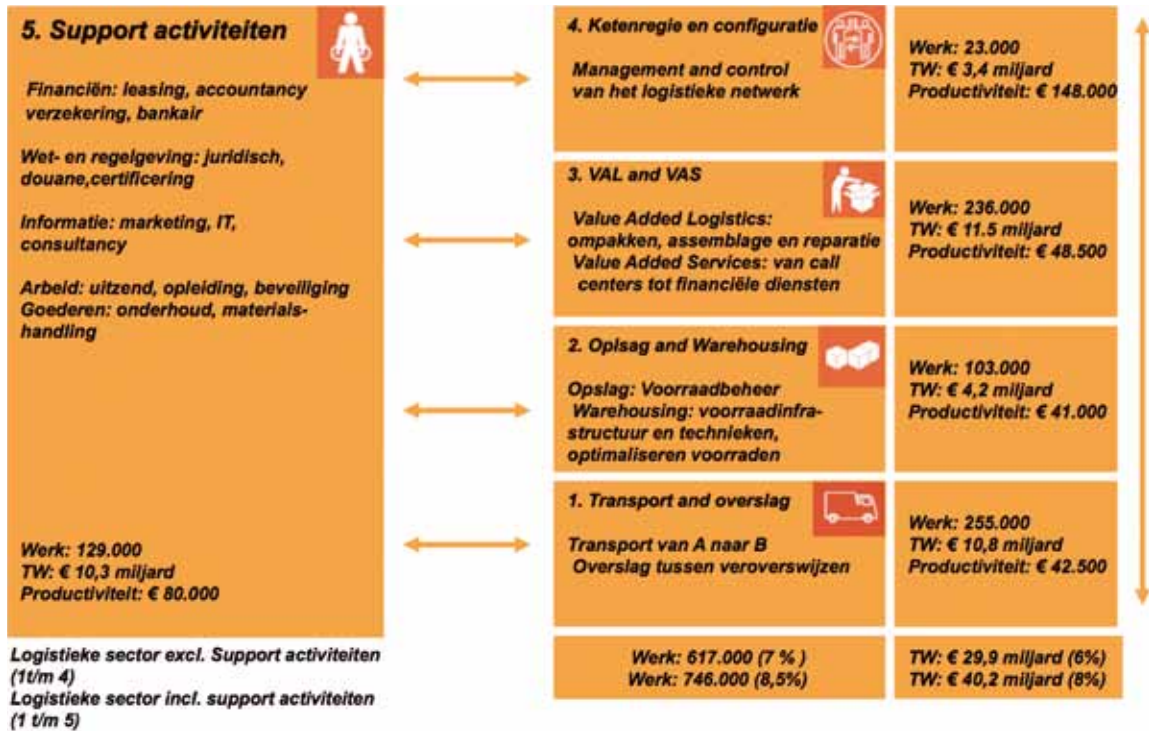 5. Support activiteiten
Financiën: leasing, accountancy
verzekering, bankair
Wet- en regelgeving: juridisch,
douane,certificering
Informatie: marketing, IT,
consultancy
Arbeid: uitzend, opleiding, beveiliging
Goederen: onderhoud, materials-
handling
Werk: 129.000
TW: € 10,3 miljard
Productiviteit: € 80.000
4. Ketenregie en configuratie
Management and control
van het logistieke netwerk
Werk: 23.000
TW: € 3,4 miljard
Productiviteit: € 148.000
3. VAL and VAS
Value Added Logistics:
ompakken, assemblage en reparatie
Value Added Services: van call
centers tot financiële diensten
Werk: 236.000
TW: € 11.5 miljard
Productiviteit: € 48.500
2. Oplsag and Warehousing
Opslag: Voorraadbeheer
Warehousing: voorraadinfra-
structuur en technieken,
optimaliseren voorraden
Werk: 103.000
TW: € 4,2 miljard
Productiviteit: € 41.000
1. Transport and overslag
Transport van A naar B
Overslag tussen veroverswijzen
Werk: 255.000
TW: € 10,8 miljard
Productiviteit: € 42.500
Logistieke sector excl. Support activiteiten
(1t/m 4)
Logistieke sector incl. support activiteiten
(1 t/m 5)
Werk: 617.000 (7 % )
Werk: 746.000 (8,5%)
TW: € 29,9 miljard (6%)
TW: € 40,2 miljard (8%)